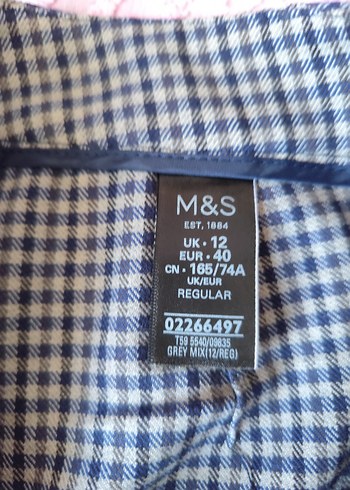 M&S
EST. 1884
UK • 12
EUR • 40
CN • 165/74A
UK/EUR
REGULAR
02266497
T59 5540/09835
GREY MIX(12/REG)